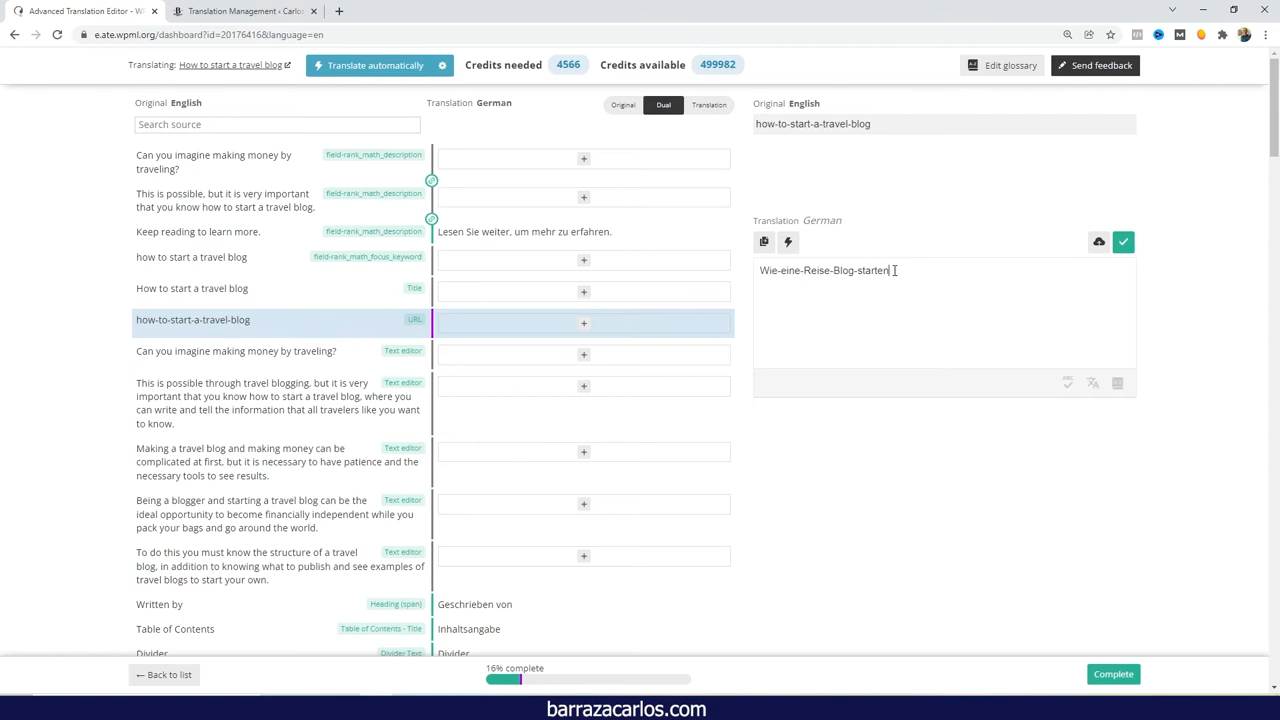 Advanced Translation Editor - WP
Translation Management ‹ Carlo
e.ate.wpml.org/dashboard?id=20176416&language=en
Translating: How to start a travel blog
Translate automatically
Credits needed 4566
Credits available 499982
Edit glossary
Send feedback
Original English
Translation German
Original
Dual
Translation
Search source
Can you imagine making money by
traveling?
field-rank_math_description
This is possible, but it is very important
that you know how to start a travel blog.
field-rank_math_description
Keep reading to learn more.
field-rank_math_description
Lesen Sie weiter, um mehr zu erfahren.
how to start a travel blog
field-rank_math_focus_keyword
How to start a travel blog
Title
how-to-start-a-travel-blog
URL
Can you imagine making money by traveling?
Text editor
This is possible through travel blogging, but it is very
important that you know how to start a travel blog, where you
can write and tell the information that all travelers like you want
to know.
Text editor
Making a travel blog and making money can be
complicated at first, but it is necessary to have patience and the
necessary tools to see results.
Text editor
Being a blogger and starting a travel blog can be the
ideal opportunity to become financially independent while you
pack your bags and go around the world.
Text editor
To do this you must know the structure of a travel
blog, in addition to knowing what to publish and see examples of
travel blogs to start your own.
Text editor
Written by
Heading (span)
Geschrieben von
Table of Contents
Table of Contents - Title
Inhaltsangabe
Divider
Divider Text
Divider
Original English
how-to-start-a-travel-blog
Translation German
Wie-eine-Reise-Blog-starten
← Back to list
16% complete
Complete
barrazacarlos.com